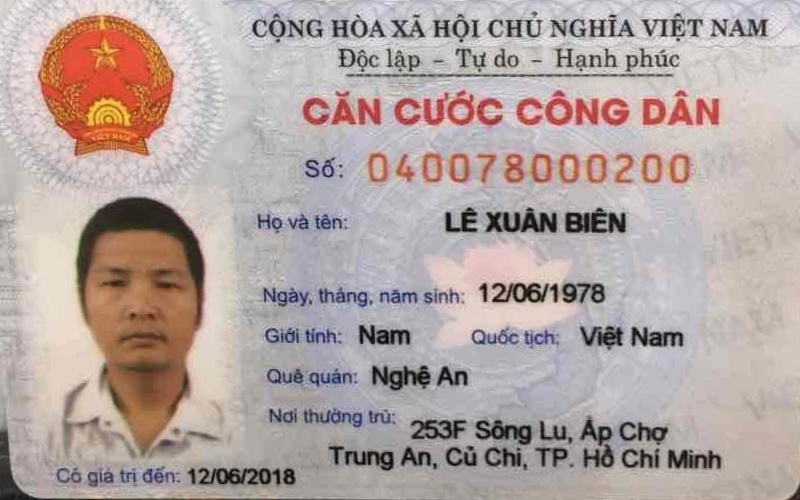 CỘNG HÒA XÃ HỘI CHỦ NGHĨA VIỆT NAM
Độc lập - Tự do - Hạnh phúc
CĂN CƯỚC CÔNG DÂN
Số: 040078000200
Họ và tên: LÊ XUÂN BIÊN
Ngày, tháng, năm sinh: 12/06/1978
Giới tính: Nam Quốc tịch: Việt Nam
Quê quán: Nghệ An
Nơi thường trú: 253F Sông Lu, Ấp Chợ
Trung An, Củ Chi, TP. Hồ Chí Minh
Có giá trị đến: 12/06/2018
VIỆT NAM